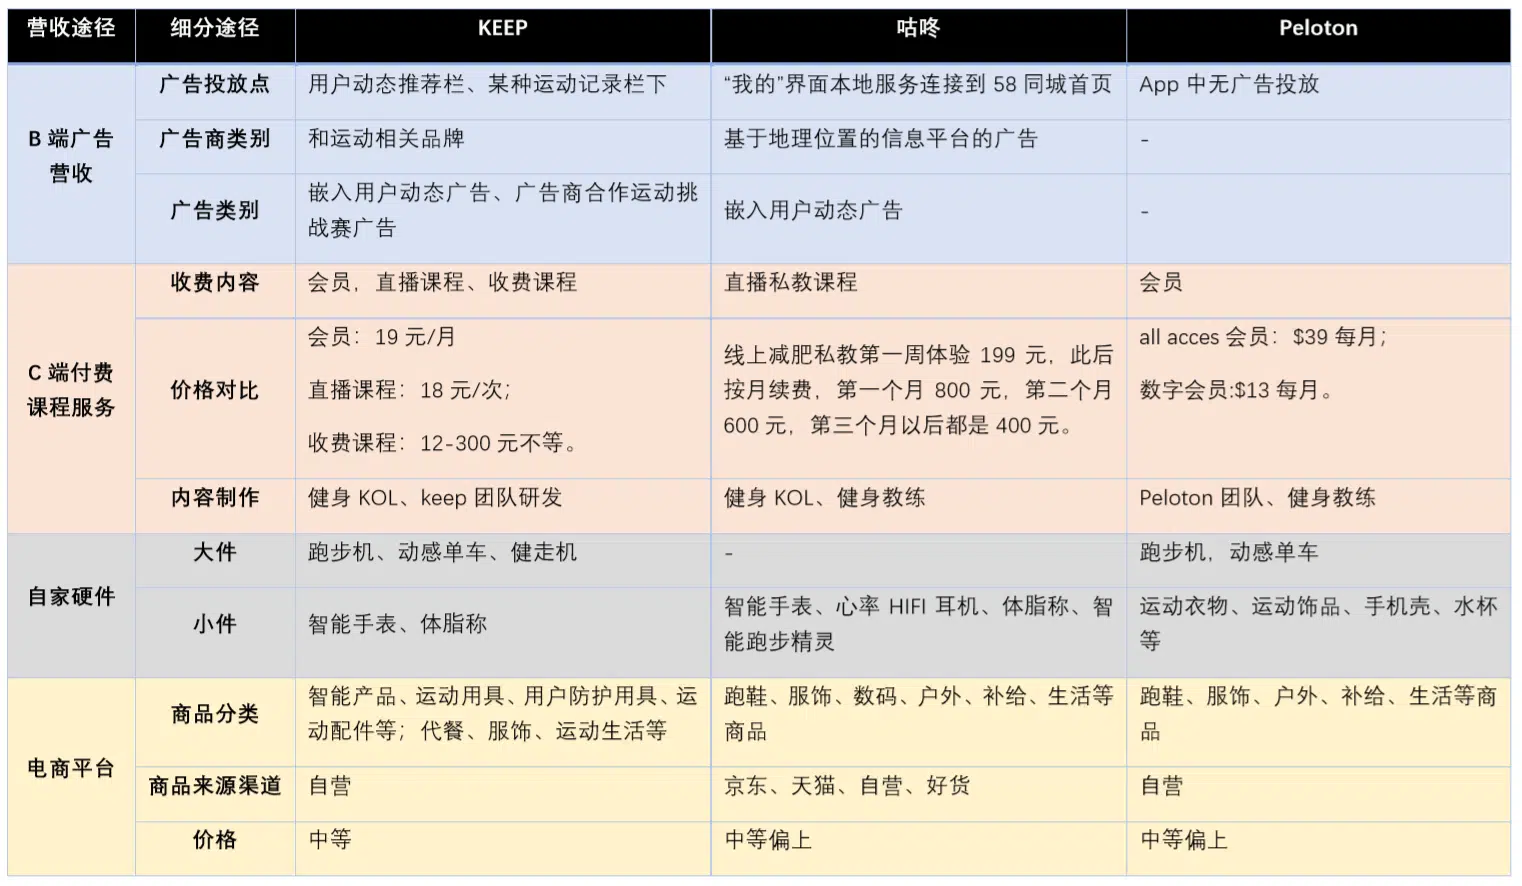 营收途径 细分途径 KEEP 咕咚 Peloton
B 端广告
营收
广告投放点 用户动态推荐栏、某种运动记录栏下 “我的”界面本地服务连接到 58 同城首页 App 中无广告投放
广告商类别 和运动相关品牌 基于地理位置的信息平台的广告 -
广告类别
嵌入用户动态广告、广告商合作运动挑
战赛广告
嵌入用户动态广告 -
C 端付费
课程服务
收费内容 会员，直播课程、收费课程 直播私教课程 会员
价格对比
会员：19 元/月
直播课程：18 元/次；
收费课程：12-300 元不等。
线上减肥私教第一周体验 199 元，此后
按月续费，第一个月 800 元，第二个月
600 元，第三个月以后都是 400 元。
all acces 会员：$39 每月；
数字会员:$13 每月。
内容制作 健身 KOL、keep 团队研发 健身 KOL、健身教练 Peloton 团队、健身教练
自家硬件
大件 跑步机、动感单车、健走机 - 跑步机，动感单车
小件 智能手表、体脂称
智能手表、心率 HIFI 耳机、体脂称、智
能跑步精灵
运动衣物、运动饰品、手机壳、水杯
等
电商平台
商品分类
智能产品、运动用具、用户防护用具、运
动配件等；代餐、服饰、运动生活等
跑鞋、服饰、数码、户外、补给、生活等
商品
跑鞋、服饰、户外、补给、生活等商
品
商品来源渠道 自营 京东、天猫、自营、好货 自营
价格 中等 中等偏上 中等偏上